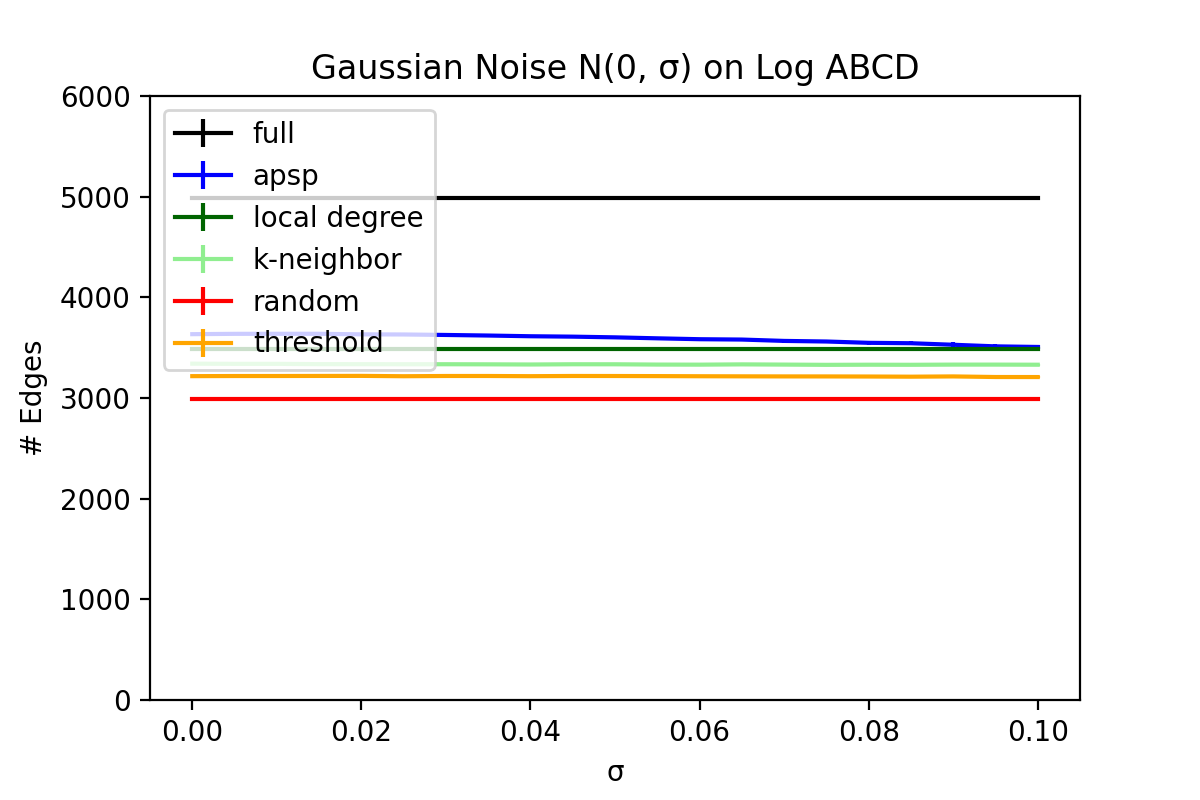 Gaussian Noise N(0, σ) on Log ABCD
6000
5000
4000
3000
2000
1000
0
# Edges
full
apsp
local degree
k-neighbor
random
threshold
0.00 0.02 0.04 0.06 0.08 0.10
σ